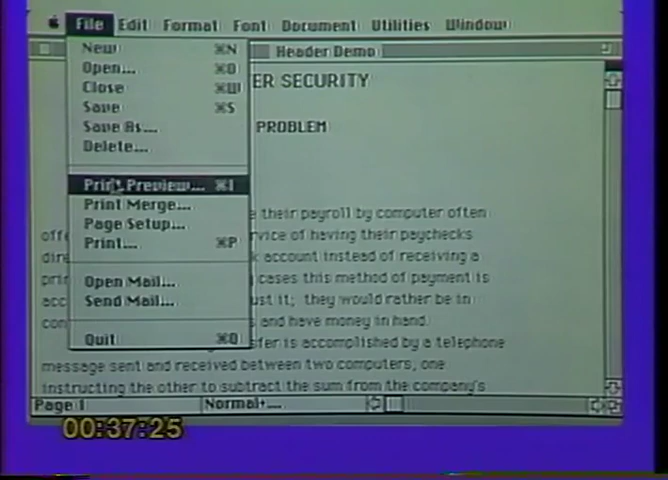 File Edit Format Font Document Utilities Window
Header Demo
New ⌘N
Open... ⌘O
Close ⌘W
Save ⌘S
Save As...
Delete...
Print Preview... ⌘I
Print Merge...
Page Setup...
Print... ⌘P
Open Mail...
Send Mail...
Quit ⌘Q
ER SECURITY
PROBLEM
their payroll by computer often
rvice of having their paychecks
account instead of receiving a
cases this method of payment is
ust it; they would rather be in
and have money in hand.
sfer is accomplished by a telephone
message sent and received between two computers; one
instructing the other to subtract the sum from the company's
Page 1 Normal+...
00:37:25